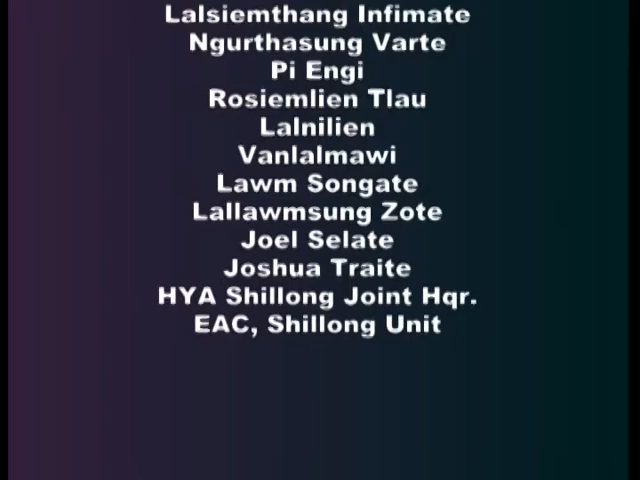 Lalsiemthang Infimate
Ngurthasung Varte
Pi Engi
Rosiemlien Tlau
Lalnilien
Vanlalmawi
Lawm Songate
Lallawmsung Zote
Joel Selate
Joshua Traite
HYA Shillong Joint Hqr.
EAC, Shillong Unit